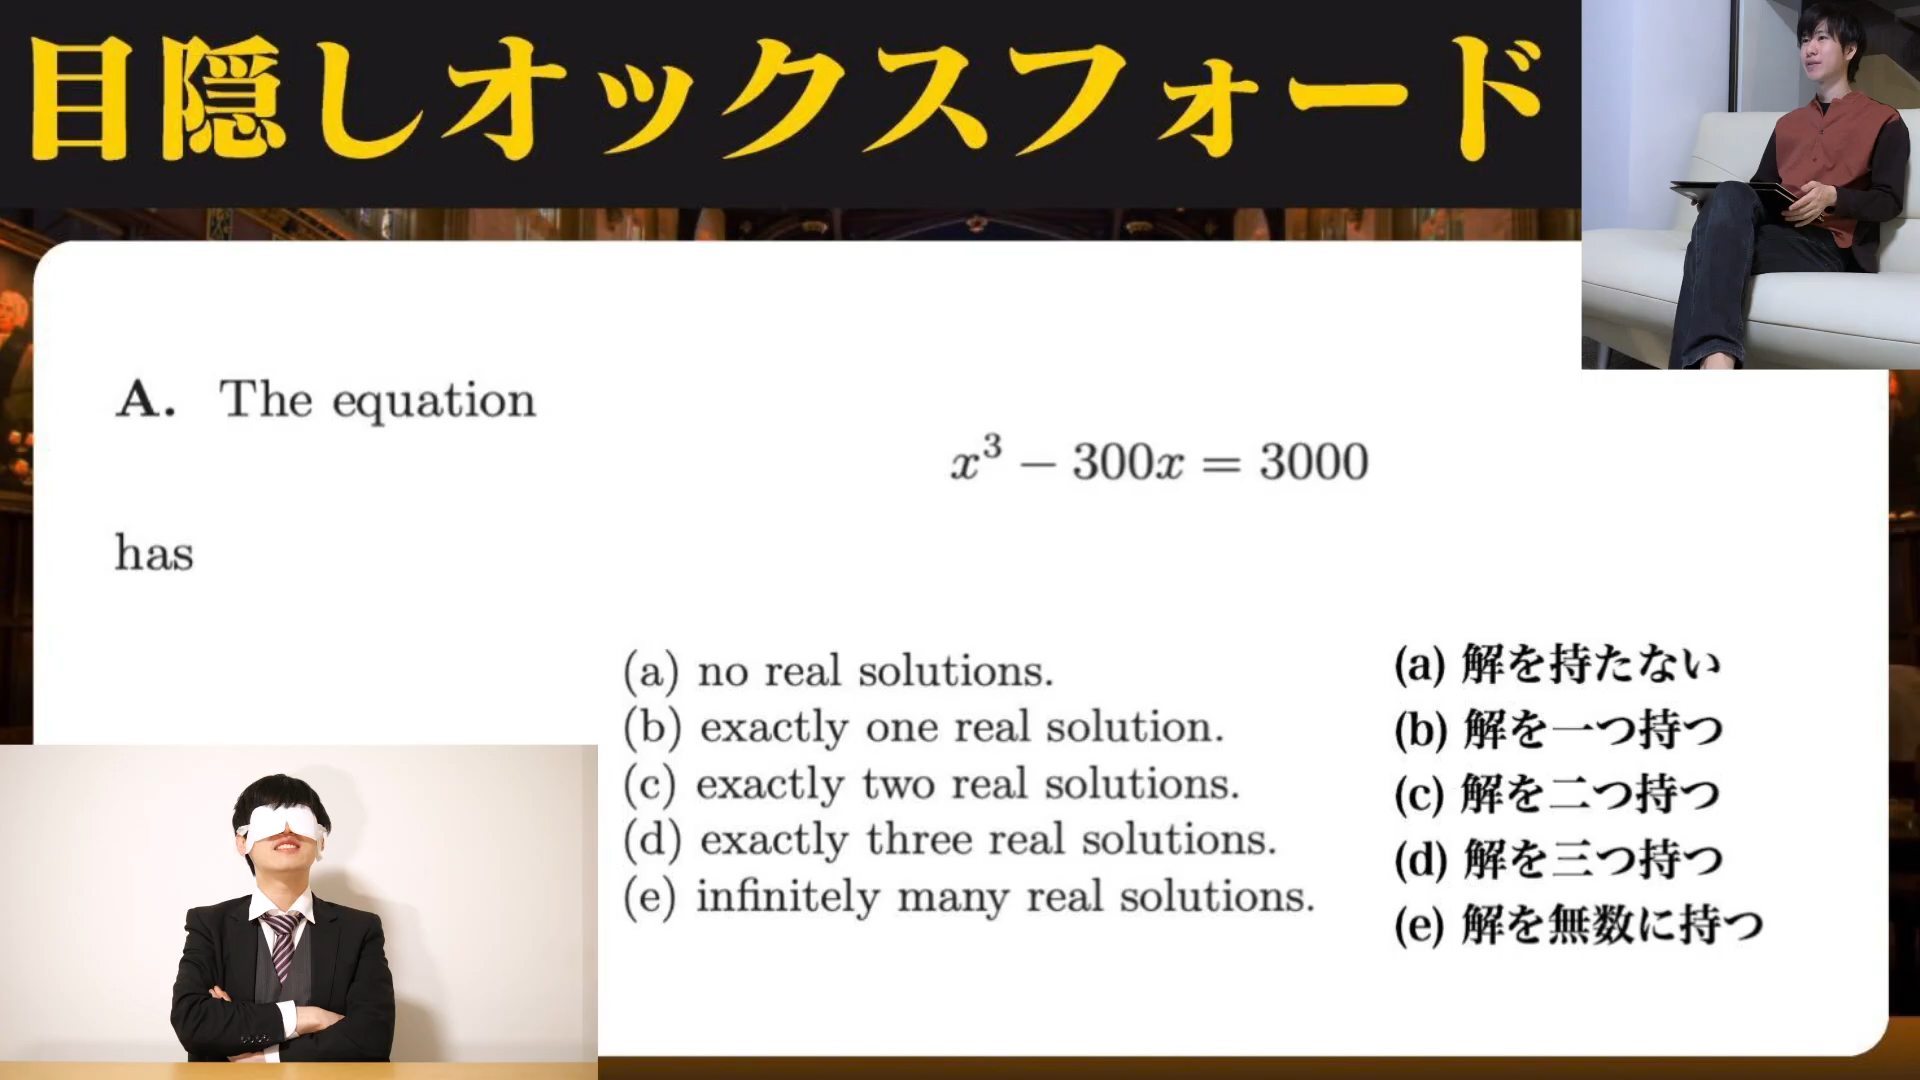 目隠しオックスフォード
A. The equation
x³ − 300x = 3000
has
(a) no real solutions.
(b) exactly one real solution.
(c) exactly two real solutions.
(d) exactly three real solutions.
(e) infinitely many real solutions.
(a) 解を持たない
(b) 解を一つ持つ
(c) 解を二つ持つ
(d) 解を三つ持つ
(e) 解を無数に持つ